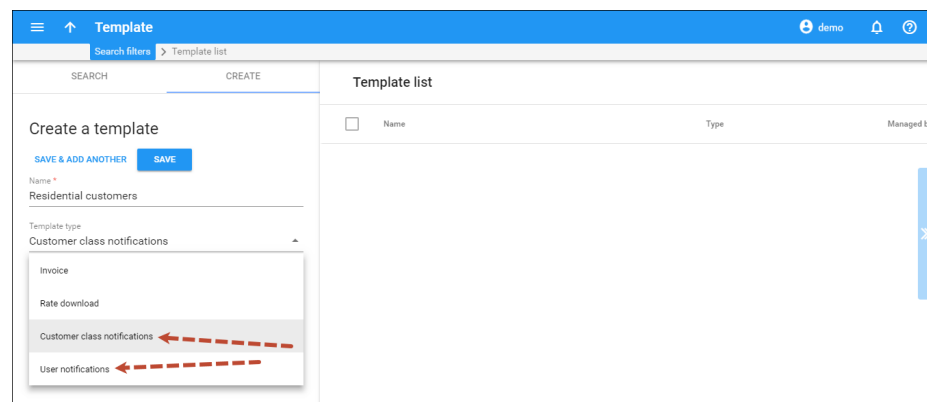 Template
demo
Search filters > Template list
SEARCH CREATE
Template list
Name Type Managed b
Create a template
SAVE & ADD ANOTHER SAVE
Name *
Residential customers
Template type
Customer class notifications
Invoice
Rate download
Customer class notifications
User notifications